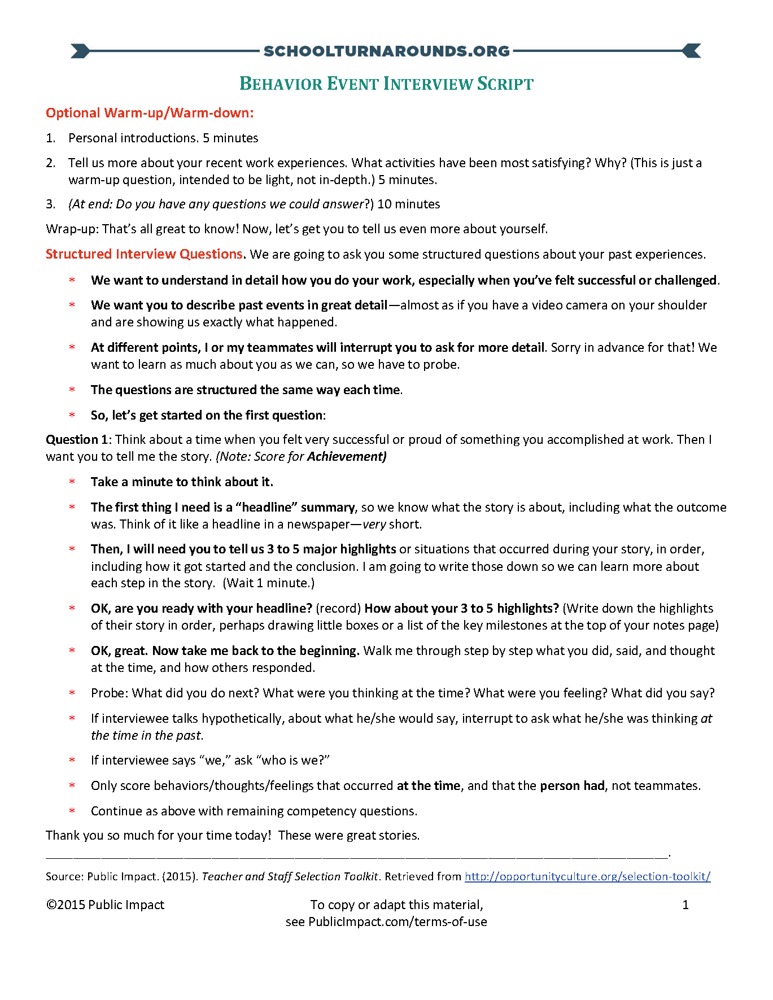 SCHOOLTURNAROUNDS.ORG
BEHAVIOR EVENT INTERVIEW SCRIPT
Optional Warm-up/Warm-down:
1. Personal introductions. 5 minutes
2. Tell us more about your recent work experiences. What activities have been most satisfying? Why? (This is just a
warm-up question, intended to be light, not in-depth.) 5 minutes.
3. (At end: Do you have any questions we could answer?) 10 minutes
Wrap-up: That’s all great to know! Now, let’s get you to tell us even more about yourself.
Structured Interview Questions. We are going to ask you some structured questions about your past experiences.
* We want to understand in detail how you do your work, especially when you’ve felt successful or challenged.
* We want you to describe past events in great detail—almost as if you have a video camera on your shoulder
and are showing us exactly what happened.
* At different points, I or my teammates will interrupt you to ask for more detail. Sorry in advance for that! We
want to learn as much about you as we can, so we have to probe.
* The questions are structured the same way each time.
* So, let’s get started on the first question:
Question 1: Think about a time when you felt very successful or proud of something you accomplished at work. Then I
want you to tell me the story. (Note: Score for Achievement)
* Take a minute to think about it.
* The first thing I need is a “headline” summary, so we know what the story is about, including what the outcome
was. Think of it like a headline in a newspaper—very short.
* Then, I will need you to tell us 3 to 5 major highlights or situations that occurred during your story, in order,
including how it got started and the conclusion. I am going to write those down so we can learn more about
each step in the story. (Wait 1 minute.)
* OK, are you ready with your headline? (record) How about your 3 to 5 highlights? (Write down the highlights
of their story in order, perhaps drawing little boxes or a list of the key milestones at the top of your notes page)
* OK, great. Now take me back to the beginning. Walk me through step by step what you did, said, and thought
at the time, and how others responded.
* Probe: What did you do next? What were you thinking at the time? What were you feeling? What did you say?
* If interviewee talks hypothetically, about what he/she would say, interrupt to ask what he/she was thinking at
the time in the past.
* If interviewee says “we,” ask “who is we?”
* Only score behaviors/thoughts/feelings that occurred at the time, and that the person had, not teammates.
* Continue as above with remaining competency questions.
Thank you so much for your time today! These were great stories.
.
Source: Public Impact. (2015). Teacher and Staff Selection Toolkit. Retrieved from http://opportunityculture.org/selection-toolkit/
©2015 Public Impact To copy or adapt this material, 1
see PublicImpact.com/terms-of-use